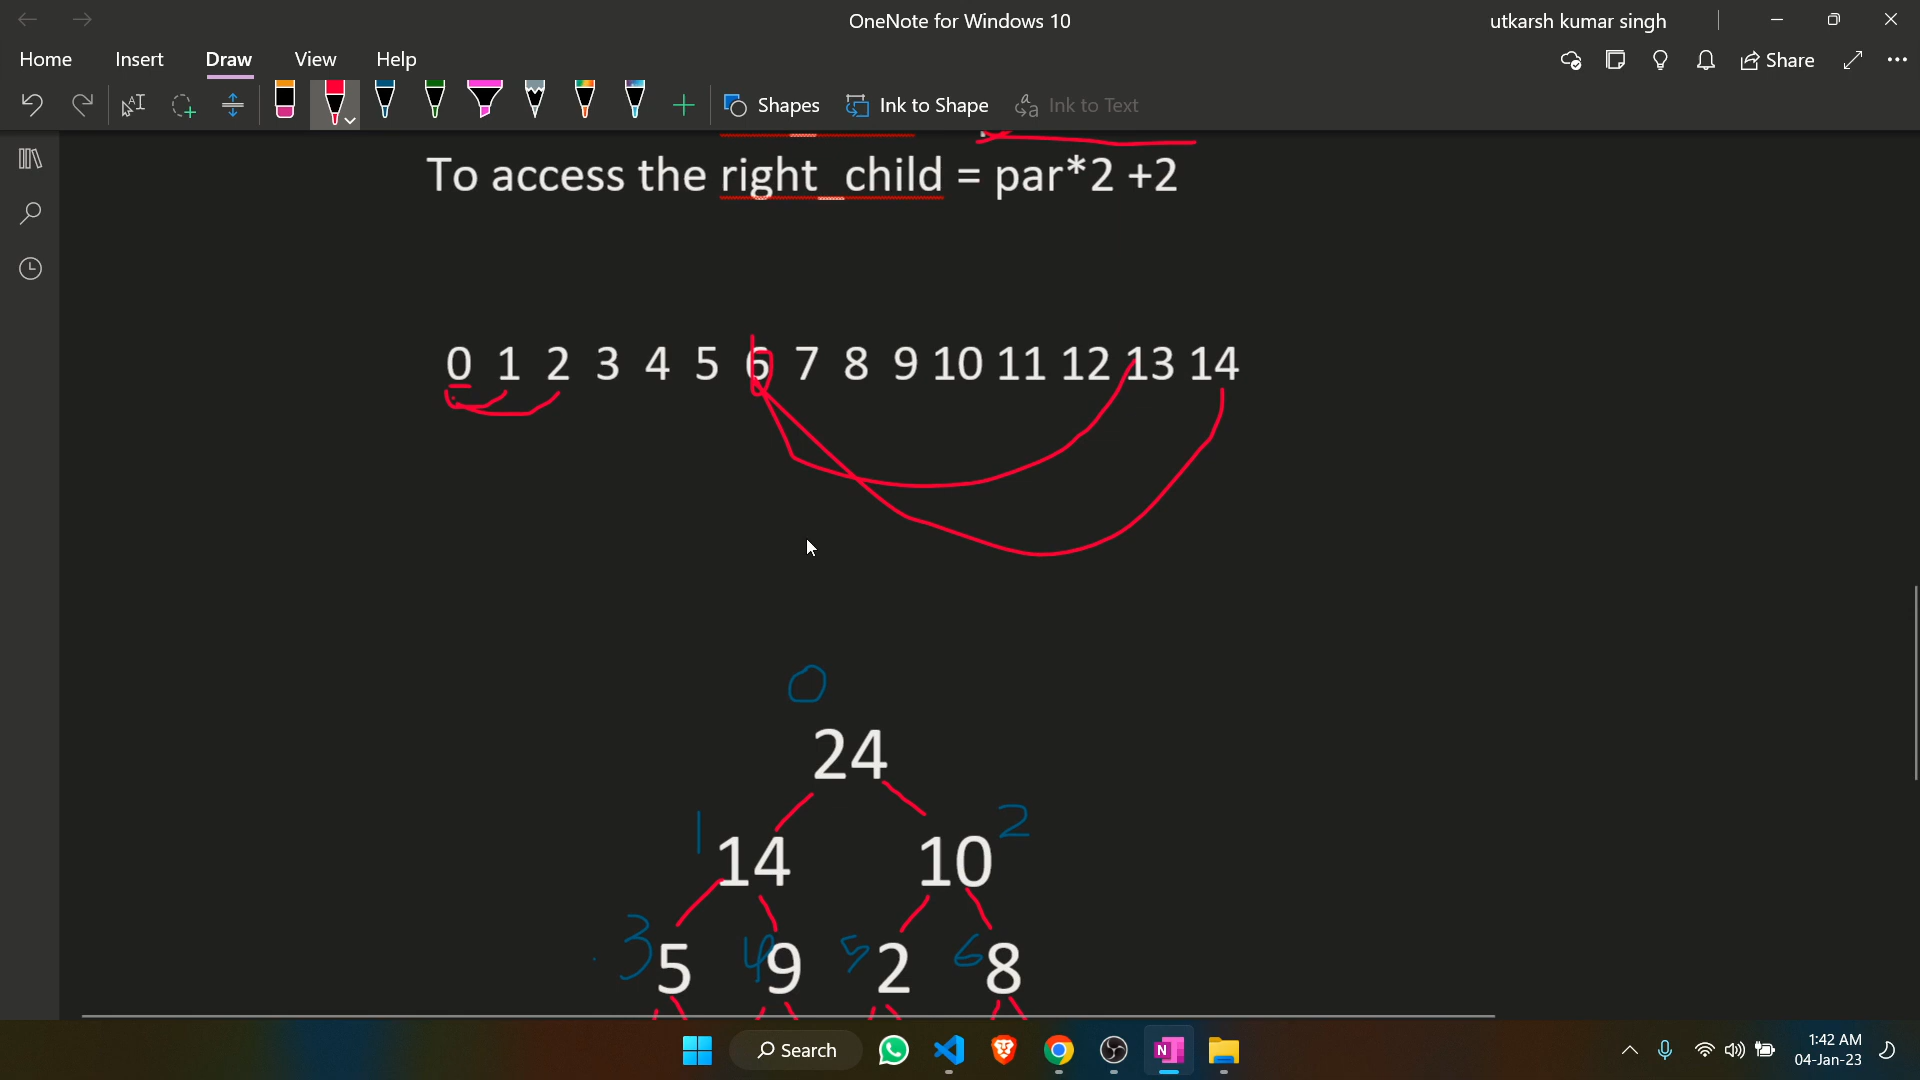 OneNote for Windows 10
utkarsh kumar singh
Home Insert Draw View Help
Share
Shapes Ink to Shape Ink to Text
To access the right_child = par*2 +2
0 1 2 3 4 5 6 7 8 9 10 11 12 13 14
0
24
1 14 10 2
3 5 4 9 5 2 6 8
Search
1:42 AM
04-Jan-23